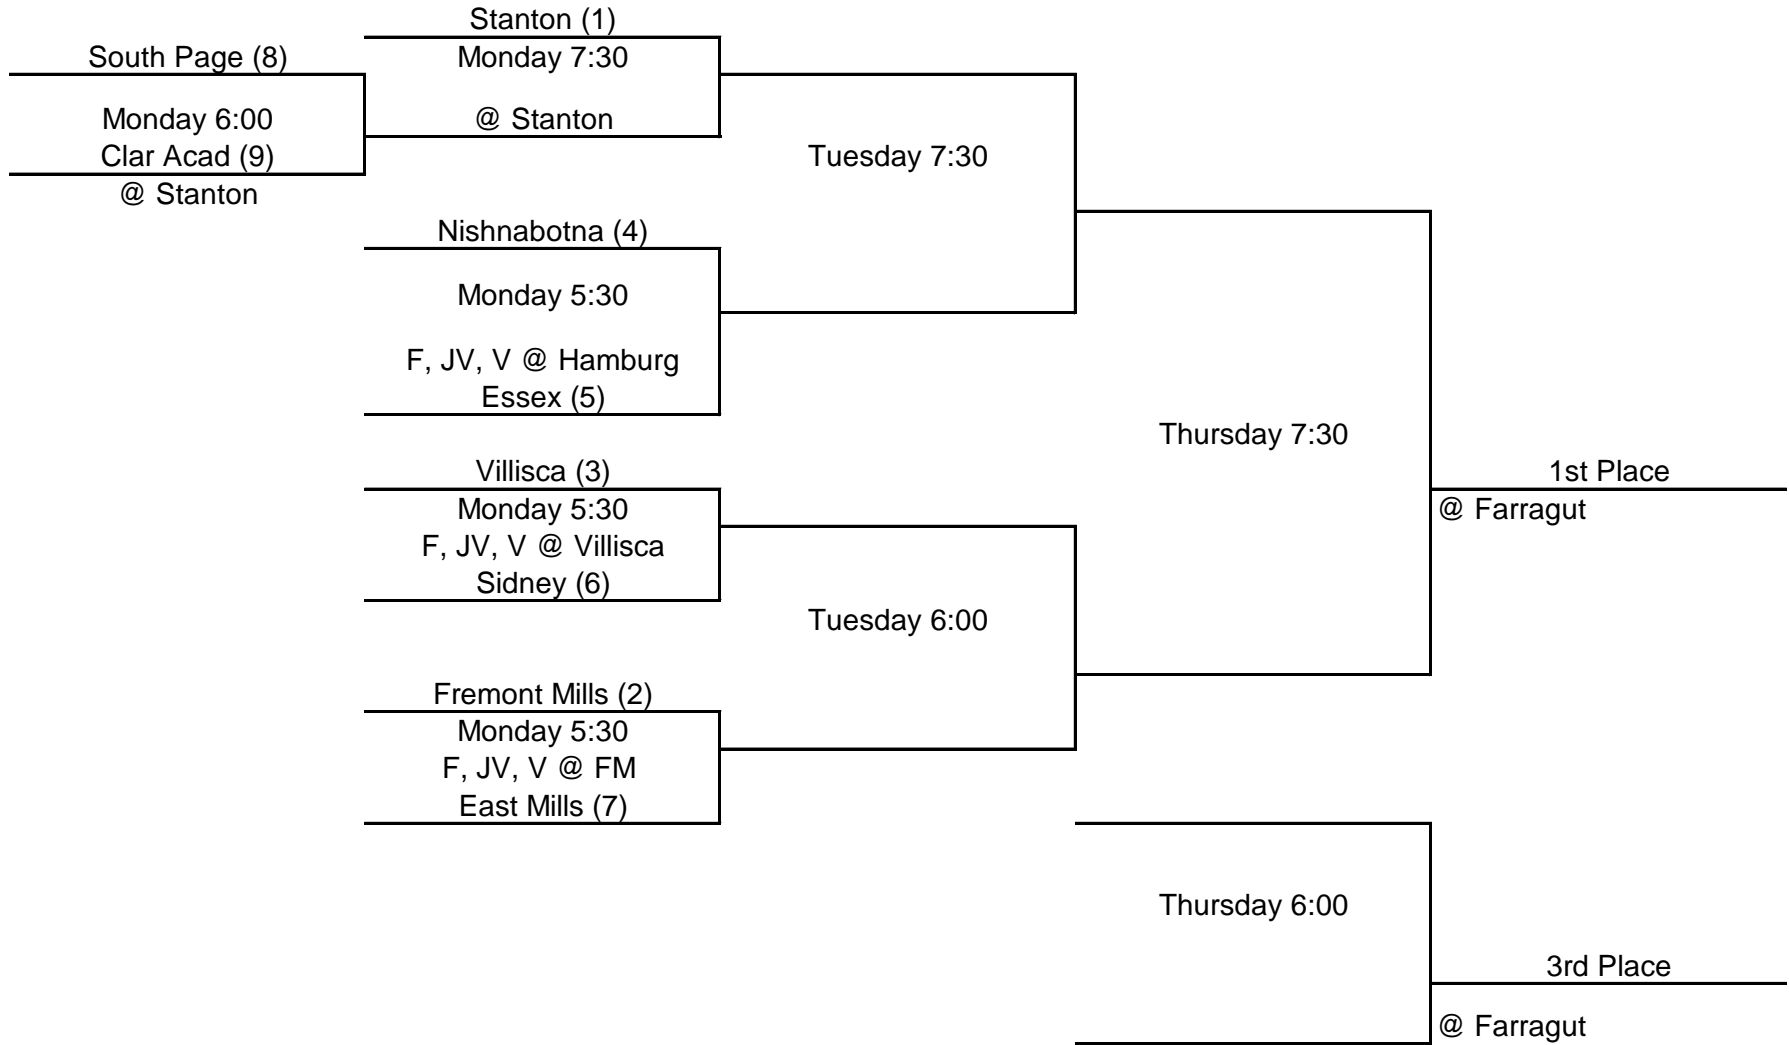 Stanton (1)
South Page (8)
Monday 7:30
Monday 6:00
@ Stanton
Clar Acad (9)
@ Stanton
Tuesday 7:30
Nishnabotna (4)
Monday 5:30
F, JV, V @ Hamburg
Essex (5)
Thursday 7:30
Villisca (3)
1st Place
Monday 5:30
@ Farragut
F, JV, V @ Villisca
Sidney (6)
Tuesday 6:00
Fremont Mills (2)
Monday 5:30
F, JV, V @ FM
East Mills (7)
Thursday 6:00
3rd Place
@ Farragut